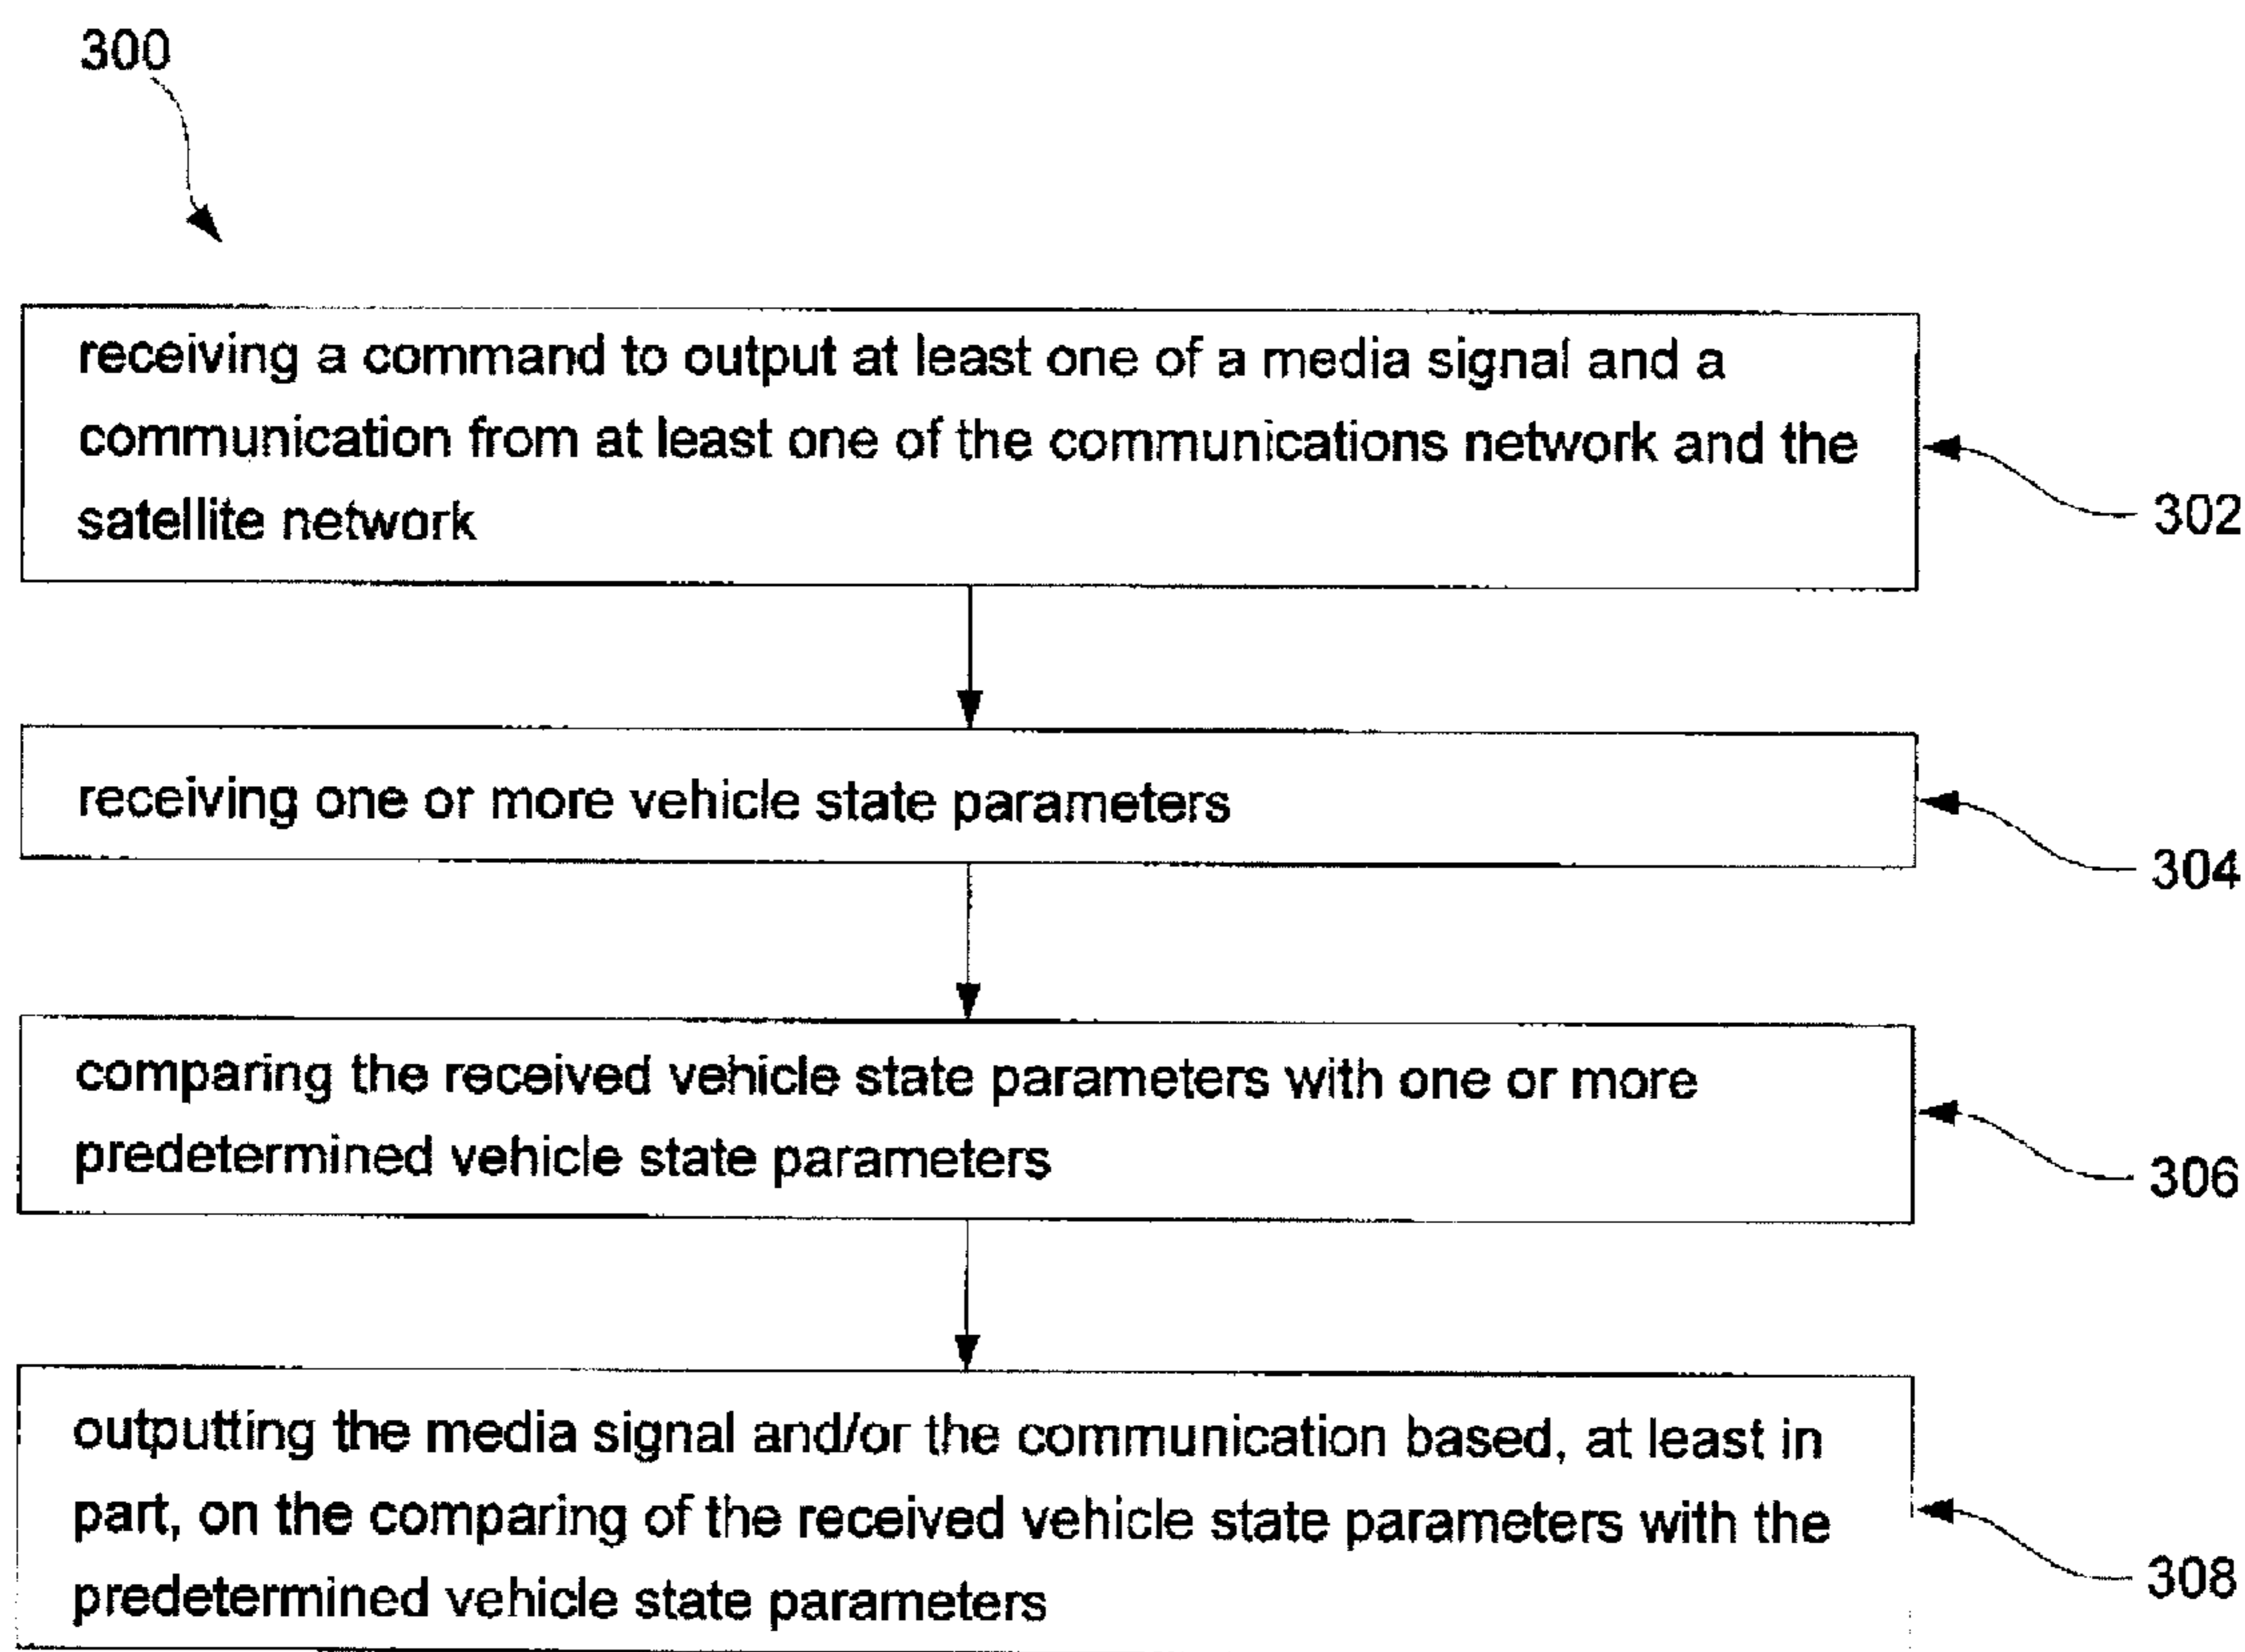 300
receiving a command to output at least one of a media signal and a
communication from at least one of the communications network and the
satellite network
302
receiving one or more vehicle state parameters
304
comparing the received vehicle state parameters with one or more
predetermined vehicle state parameters
306
outputting the media signal and/or the communication based, at least in
part, on the comparing of the received vehicle state parameters with the
predetermined vehicle state parameters
308